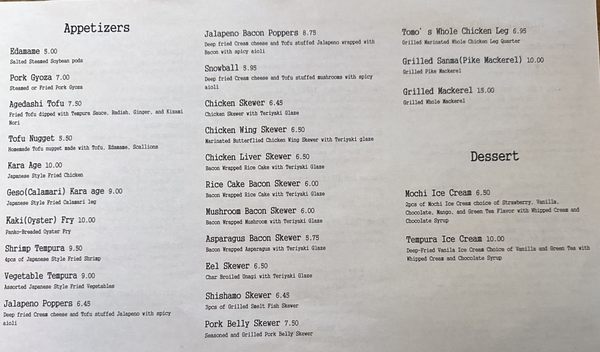 Appetizers
Edamame 5.00
Salted Steamed Soybean pods
Pork Gyoza 7.00
Steamed or Fried Pork Gyoza
Agedashi Tofu 7.50
Fried Tofu dipped with Tempura Sauce, Radish, Ginger, and Kizami
Nori
Tofu Nugget 5.50
Homemade Tofu nugget made with Tofu, Edamame, Scallions
Kara Age 10.00
Japanese Style Fried Chicken
Geso(Calamari) Kara age 9.00
Japanese Style Fried Calamari leg
Kaki(Oyster) Fry 10.00
Panko-Breaded Oyster Fry
Shrimp Tempura 9.50
4pcs of Japanese Style Fried Shrimp
Vegetable Tempura 9.00
Assorted Japanese Style Fried Vegetables
Jalapeno Poppers 6.45
Deep fried Cream cheese and Tofu stuffed Jalapeno with spicy
aioli
Jalapeno Bacon Poppers 8.75
Deep fried Cream cheese and Tofu stuffed Jalapeno wrapped with
Bacon with spicy aioli
Snowball 5.95
Deep fried Cream cheese and Tofu stuffed mushrooms with spicy
aioli
Chicken Skewer 6.45
Chicken Skewer with Teriyaki glaze
Chicken Wing Skewer 6.50
Marinated Butterflied Chicken Wing Skewer with Teriyaki glaze
Chicken Liver Skewer 6.50
Bacon Wrapped Rice Cake with Teriyaki Glaze
Rice Cake Bacon Skewer 6.00
Bacon Wrapped Rice Cake with Teriyaki Glaze
Mushroom Bacon Skewer 6.00
Bacon Wrapped Mushroom with Teriyaki Glaze
Asparagus Bacon Skewer 5.75
Bacon Wrapped Asparagus with Teriyaki Glaze
Eel Skewer 6.50
Char Broiled Unagi with Teriyaki Glaze
Shishamo Skewer 6.45
3pcs of Grilled Smelt Fish Skewer
Pork Belly Skewer 7.50
Seasoned and Grilled Pork Belly Skewer
Tomo's Whole Chicken Leg 6.95
Grilled Marinated Whole Chicken Leg Quarter
Grilled Sanma(Pike Mackerel) 10.00
Grilled Pike Mackerel
Grilled Mackerel 15.00
Grilled Whole Mackerel
Dessert
Mochi Ice Cream 6.50
2pcs of Mochi Ice Cream choice of Strawberry, Vanilla,
Chocolate, Mango, and Green Tea Flavor with Whipped Cream and
Chocolate Syrup
Tempura Ice Cream 10.00
Deep-Fried Vanila Ice Cream Choice of Vanilla and Green Tea with
Whipped Cream and Chocolate Syrup